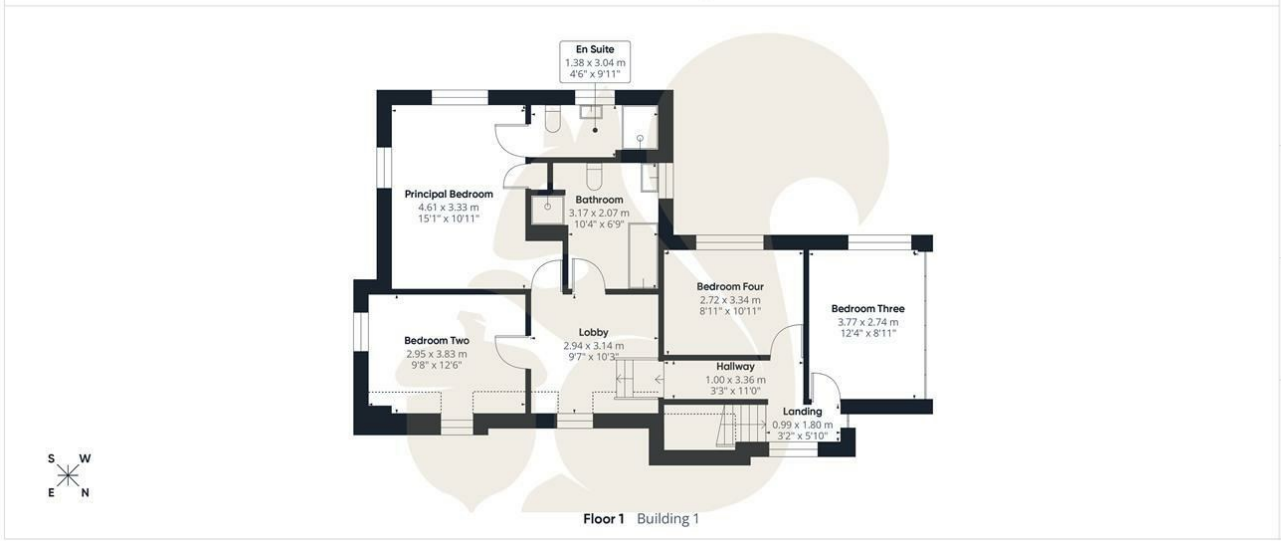 En Suite
1.38 x 3.04 m
4'6" x 9'11"
Principal Bedroom
4.61 x 3.33 m
15'1" x 10'11"
Bathroom
3.17 x 2.07 m
10'4" x 6'9"
Bedroom Four
2.72 x 3.34 m
8'11" x 10'11"
Bedroom Three
3.77 x 2.74 m
12'4" x 8'11"
Bedroom Two
2.95 x 3.83 m
9'8" x 12'6"
Lobby
2.94 x 3.14 m
9'7" x 10'3"
Hallway
1.00 x 3.36 m
3'3" x 11'0"
Landing
0.99 x 1.80 m
3'2" x 5'10"
S W
E N
Floor 1 Building 1